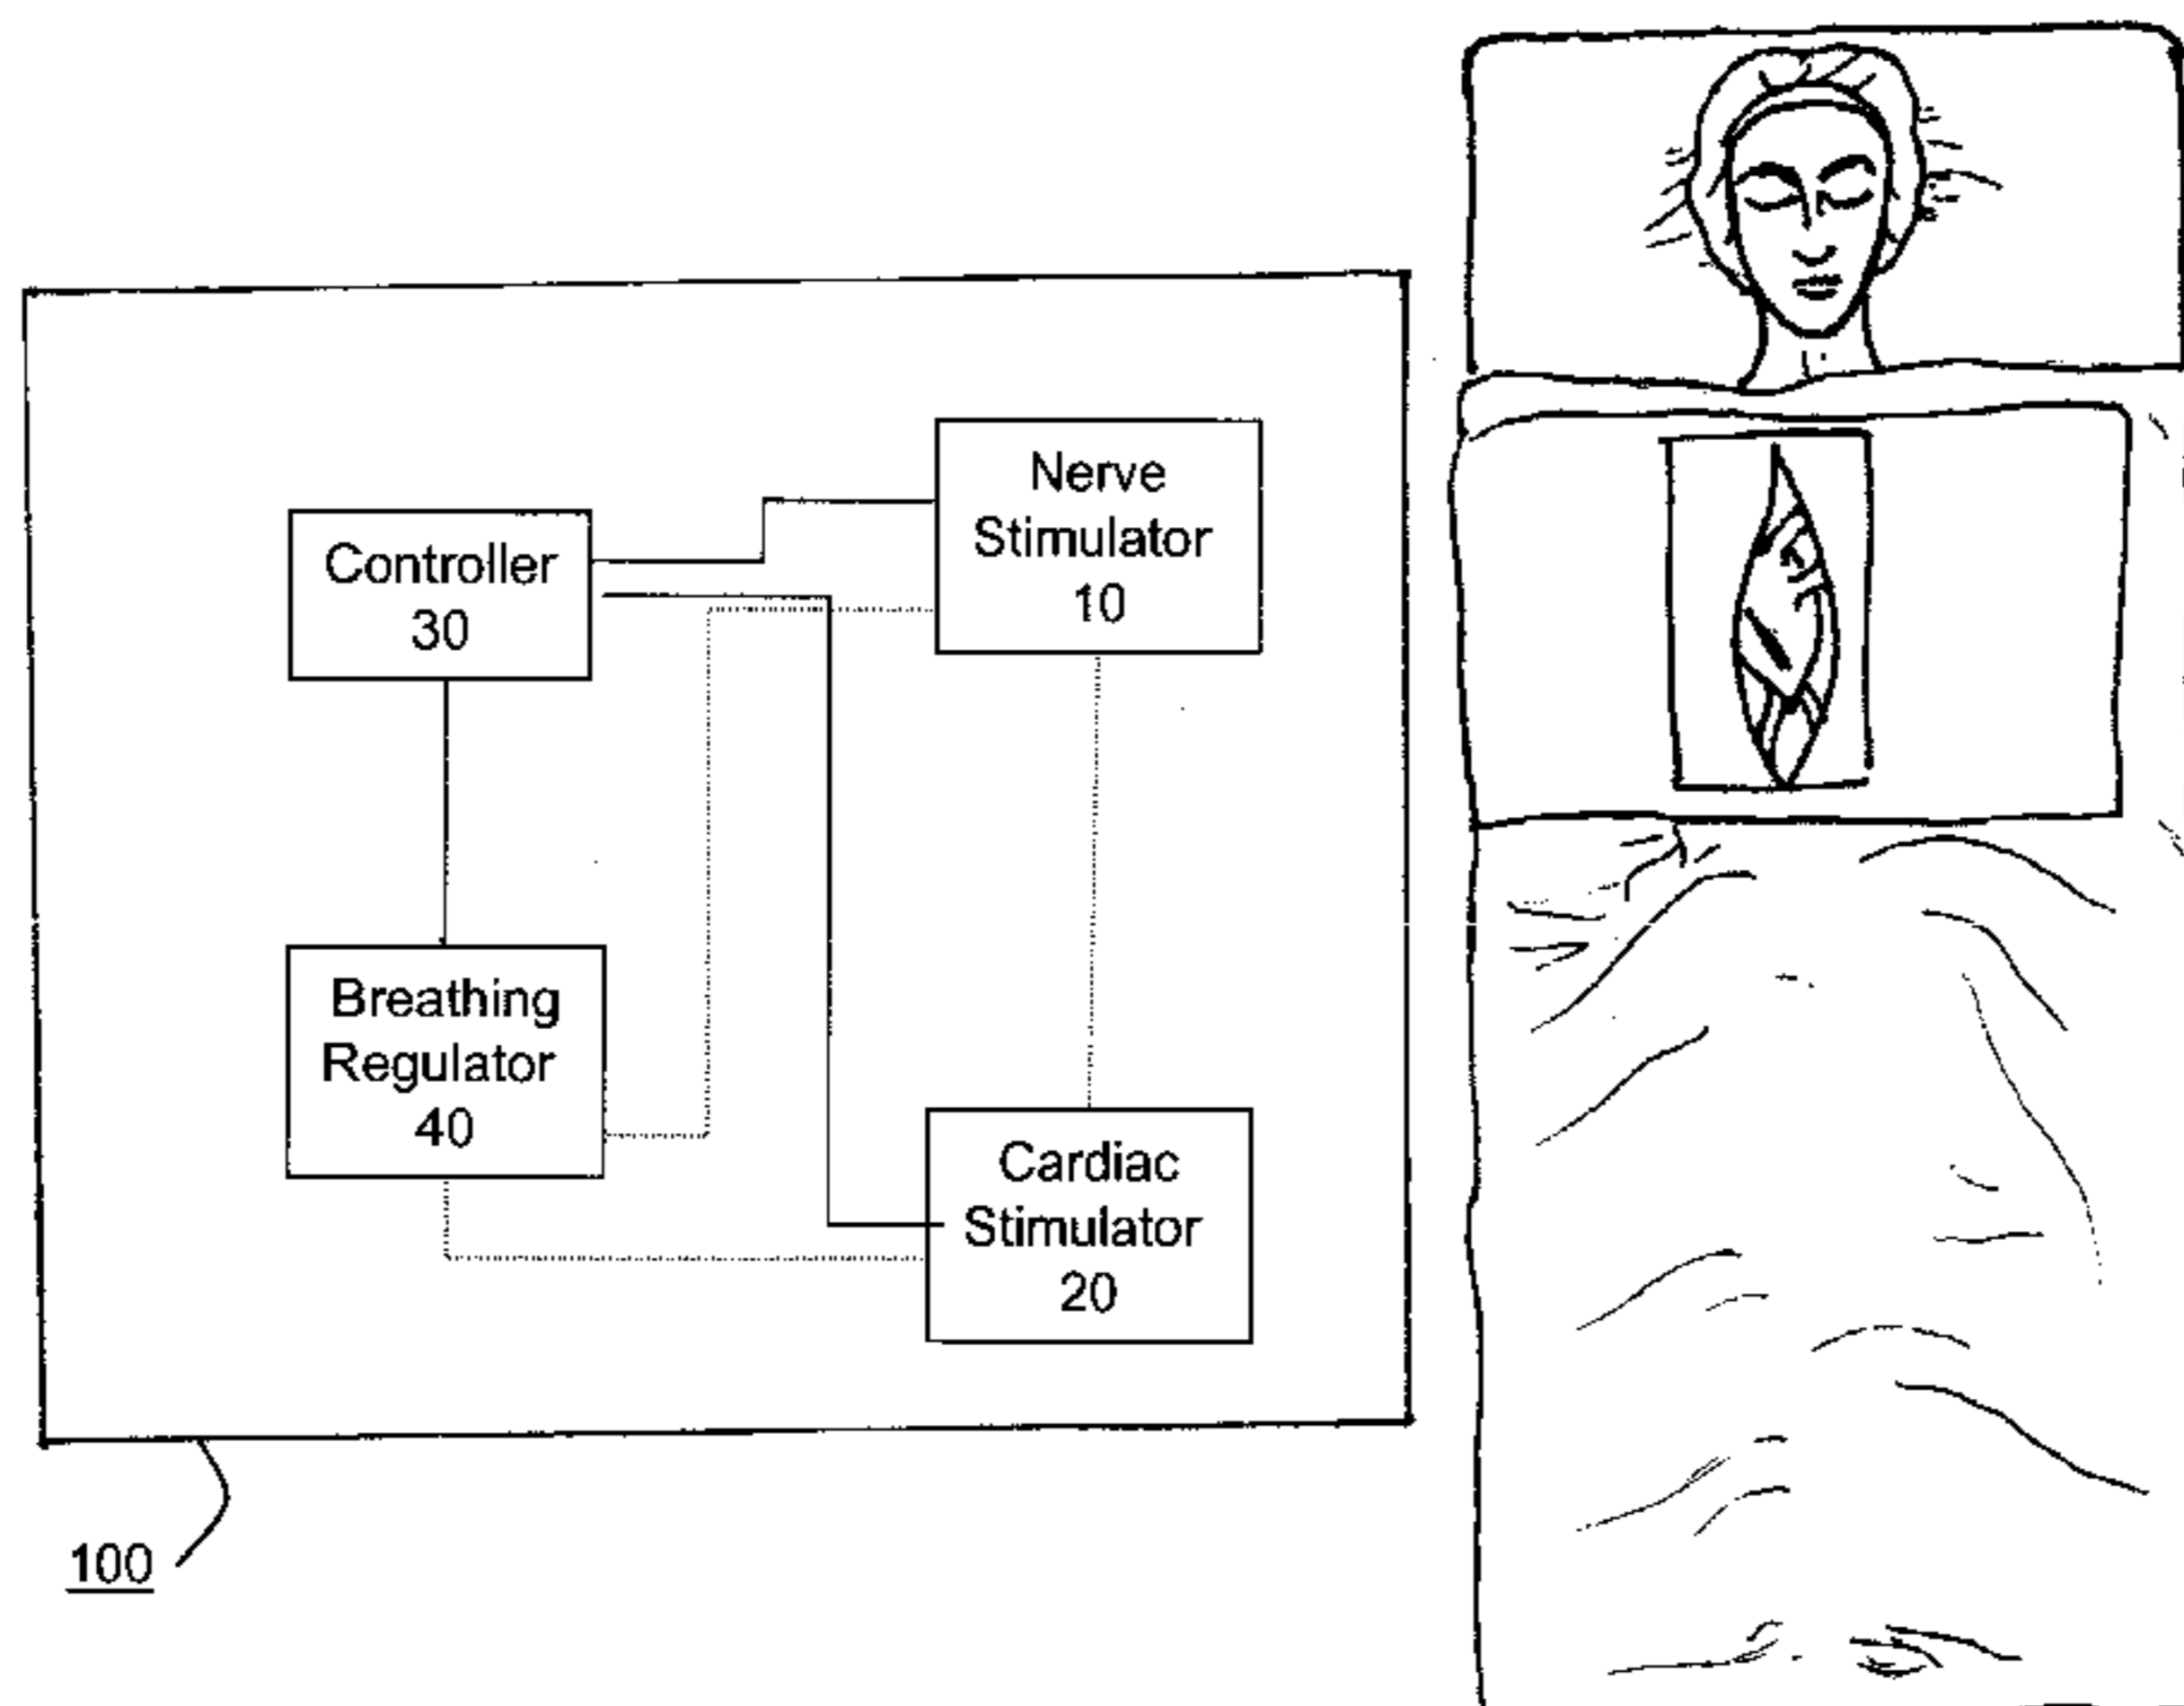 Nerve
Stimulator
10
Controller
30
Breathing
Regulator
40
Cardiac
Stimulator
20
100